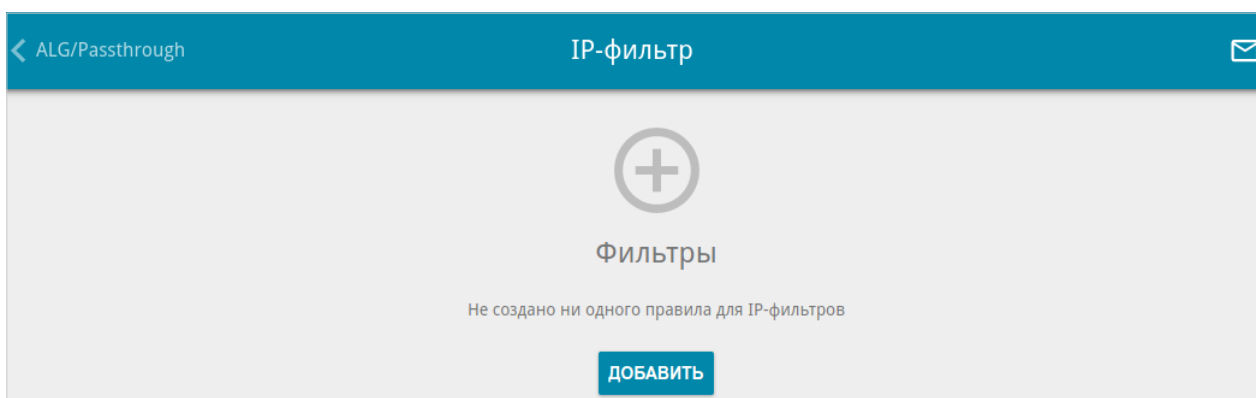 ALG/Passthrough
IP-фильтр
Фильтры
Не создано ни одного правила для IP-фильтров
ДОБАВИТЬ